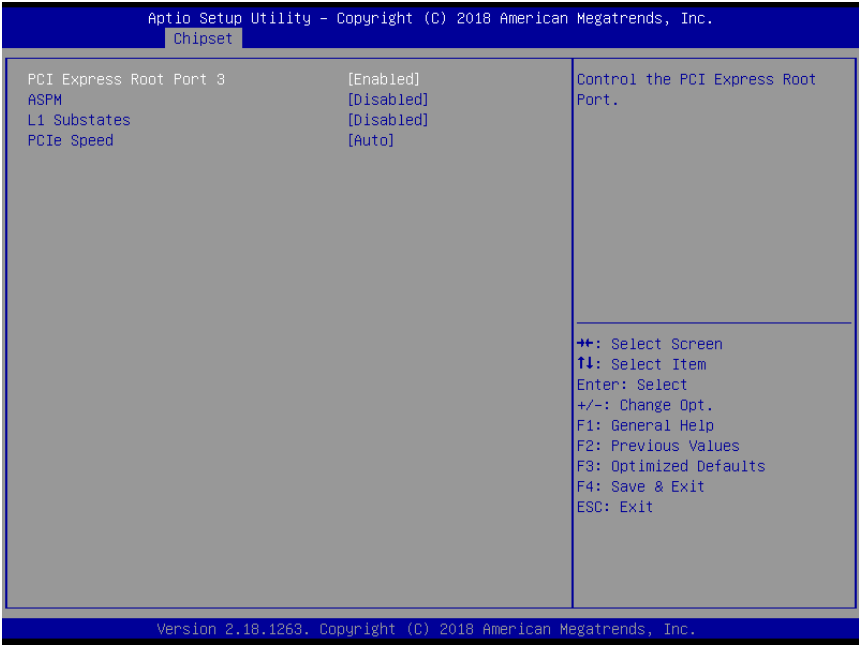 Aptio Setup Utility – Copyright (C) 2018 American Megatrends, Inc.
Chipset
PCI Express Root Port 3 [Enabled]
ASPM [Disabled]
L1 Substates [Disabled]
PCIe Speed [Auto]
Control the PCI Express Root
Port.
→←: Select Screen
↑↓: Select Item
Enter: Select
+/-: Change Opt.
F1: General Help
F2: Previous Values
F3: Optimized Defaults
F4: Save & Exit
ESC: Exit
Version 2.18.1263. Copyright (C) 2018 American Megatrends, Inc.